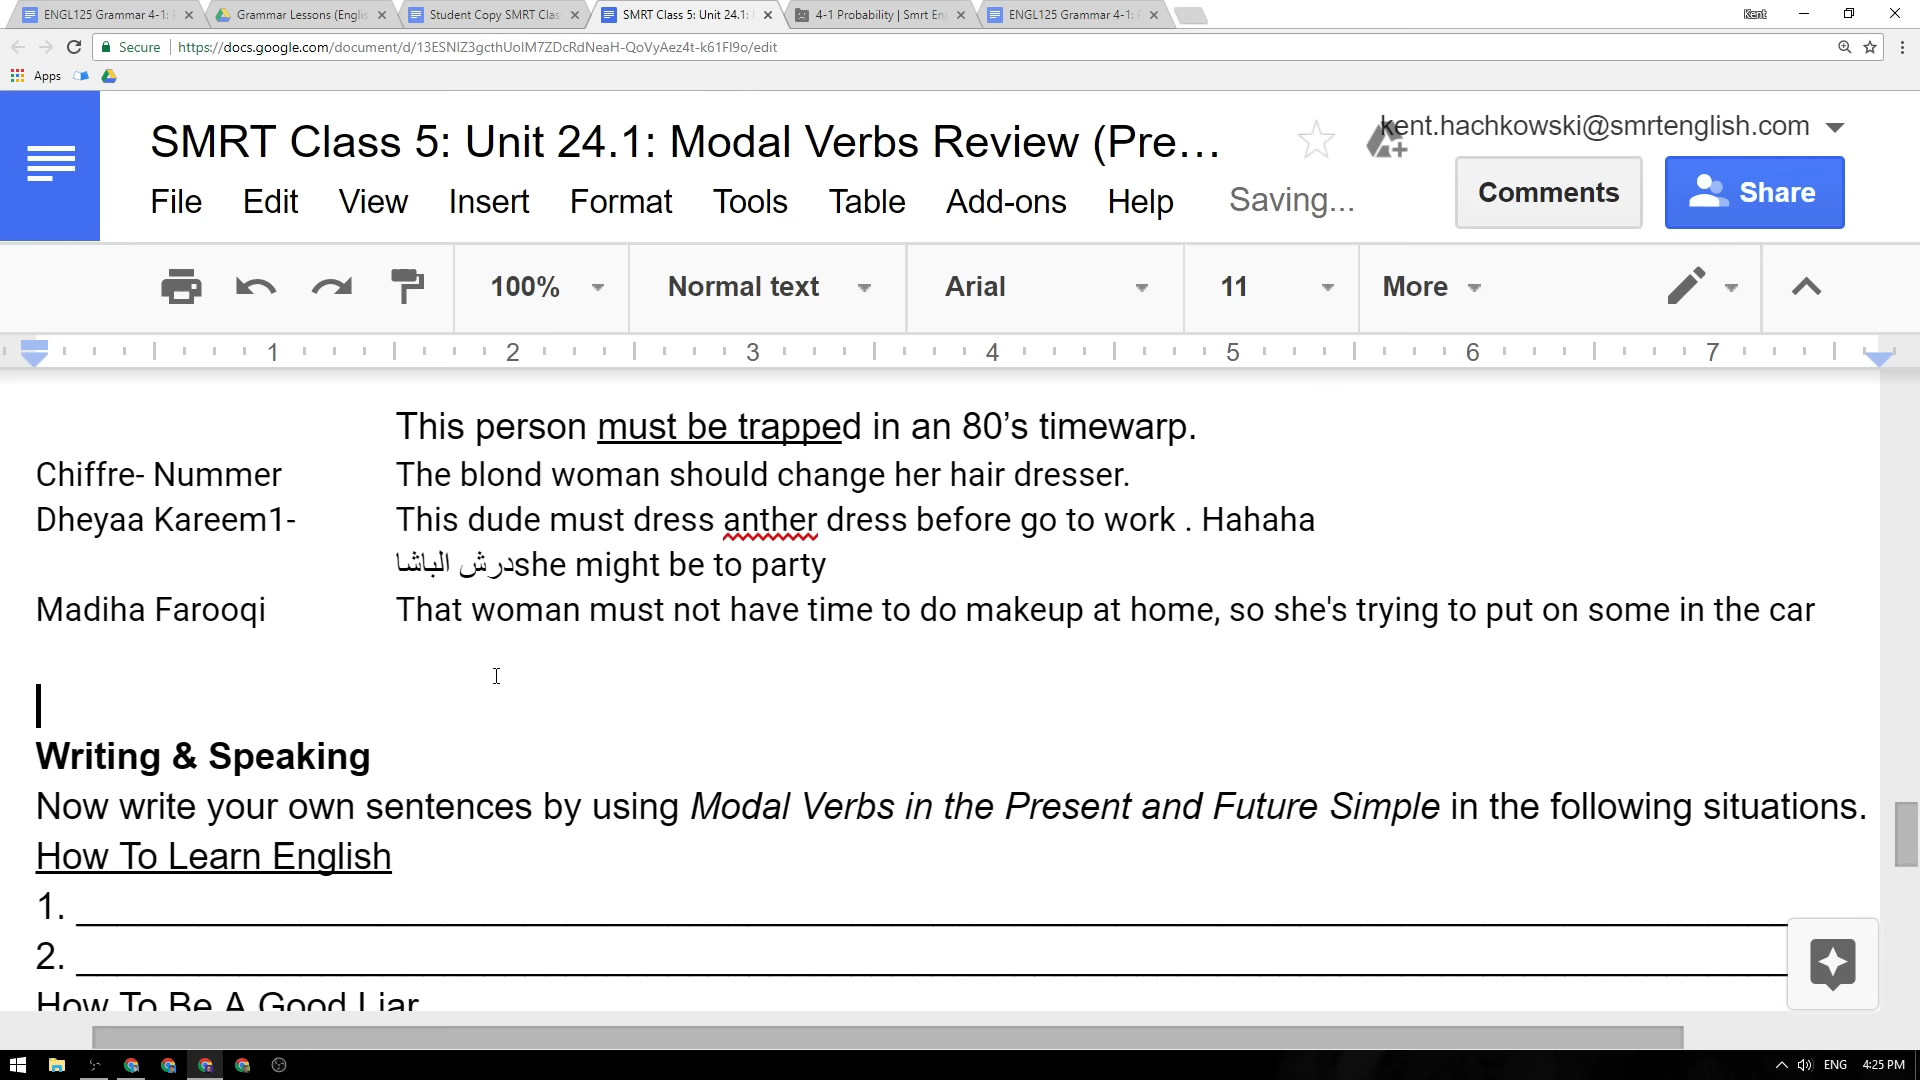 ENGL125 Grammar 4-1:
Grammar Lessons (Englis
Student Copy SMRT Clas
SMRT Class 5: Unit 24.1:
4-1 Probability | Smrt En
ENGL125 Grammar 4-1:
Kent
Secure
https://docs.google.com/document/d/13ESNIZ3gcthUoIM7ZDcRdNeaH-QoVyAez4t-k61FI9o/edit
Apps
SMRT Class 5: Unit 24.1: Modal Verbs Review (Pre…
kent.hachkowski@smrtenglish.com
File Edit View Insert Format Tools Table Add-ons Help Saving...
Comments
Share
100% Normal text Arial 11 More
1 2 3 4 5 6 7
This person must be trapped in an 80’s timewarp.
Chiffre- Nummer The blond woman should change her hair dresser.
Dheyaa Kareem1- This dude must dress anther dress before go to work . Hahaha
درش الباشاshe might be to party
Madiha Farooqi That woman must not have time to do makeup at home, so she's trying to put on some in the car
Writing & Speaking
Now write your own sentences by using Modal Verbs in the Present and Future Simple in the following situations.
How To Learn English
1.
2.
How To Be A Good Liar
ENG 4:25 PM